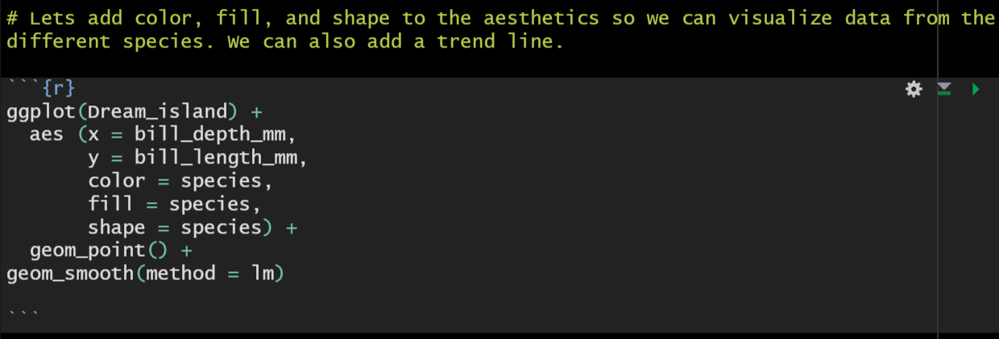 # Lets add color, fill, and shape to the aesthetics so we can visualize data from the
different species. We can also add a trend line.
```{r}
ggplot(Dream_island) +
  aes (x = bill_depth_mm,
       y = bill_length_mm,
       color = species,
       fill = species,
       shape = species) +
  geom_point() +
geom_smooth(method = lm)
```